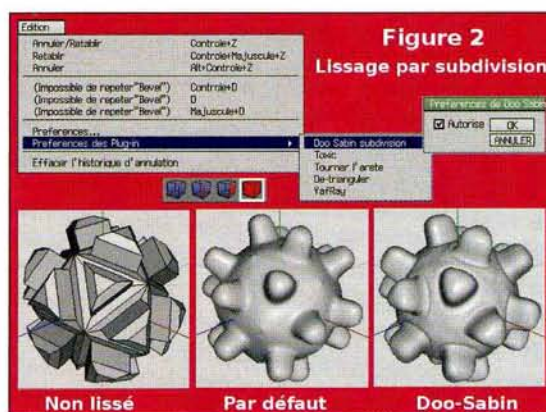 Edition
Annuler/Retablir Controle+Z
Retablir Controle+Majuscule+Z
Annuler Alt+Controle+Z
(Impossible de repeter"Bevel") Contrôle+D
(Impossible de repeter"Bevel") D
(Impossible de repeter"Bevel") Majuscule+D
Preferences...
Preferences des Plug-in
Effacer l'historique d'annulation
Doo Sabin subdivision
Toxic
Tourner l'arete
De-trianguler
YafRay
Figure 2
Lissage par subdivision
Preferences de Doo Sabin
Autorise OK
ANNULER
Non lissé
Par défaut
Doo-Sabin